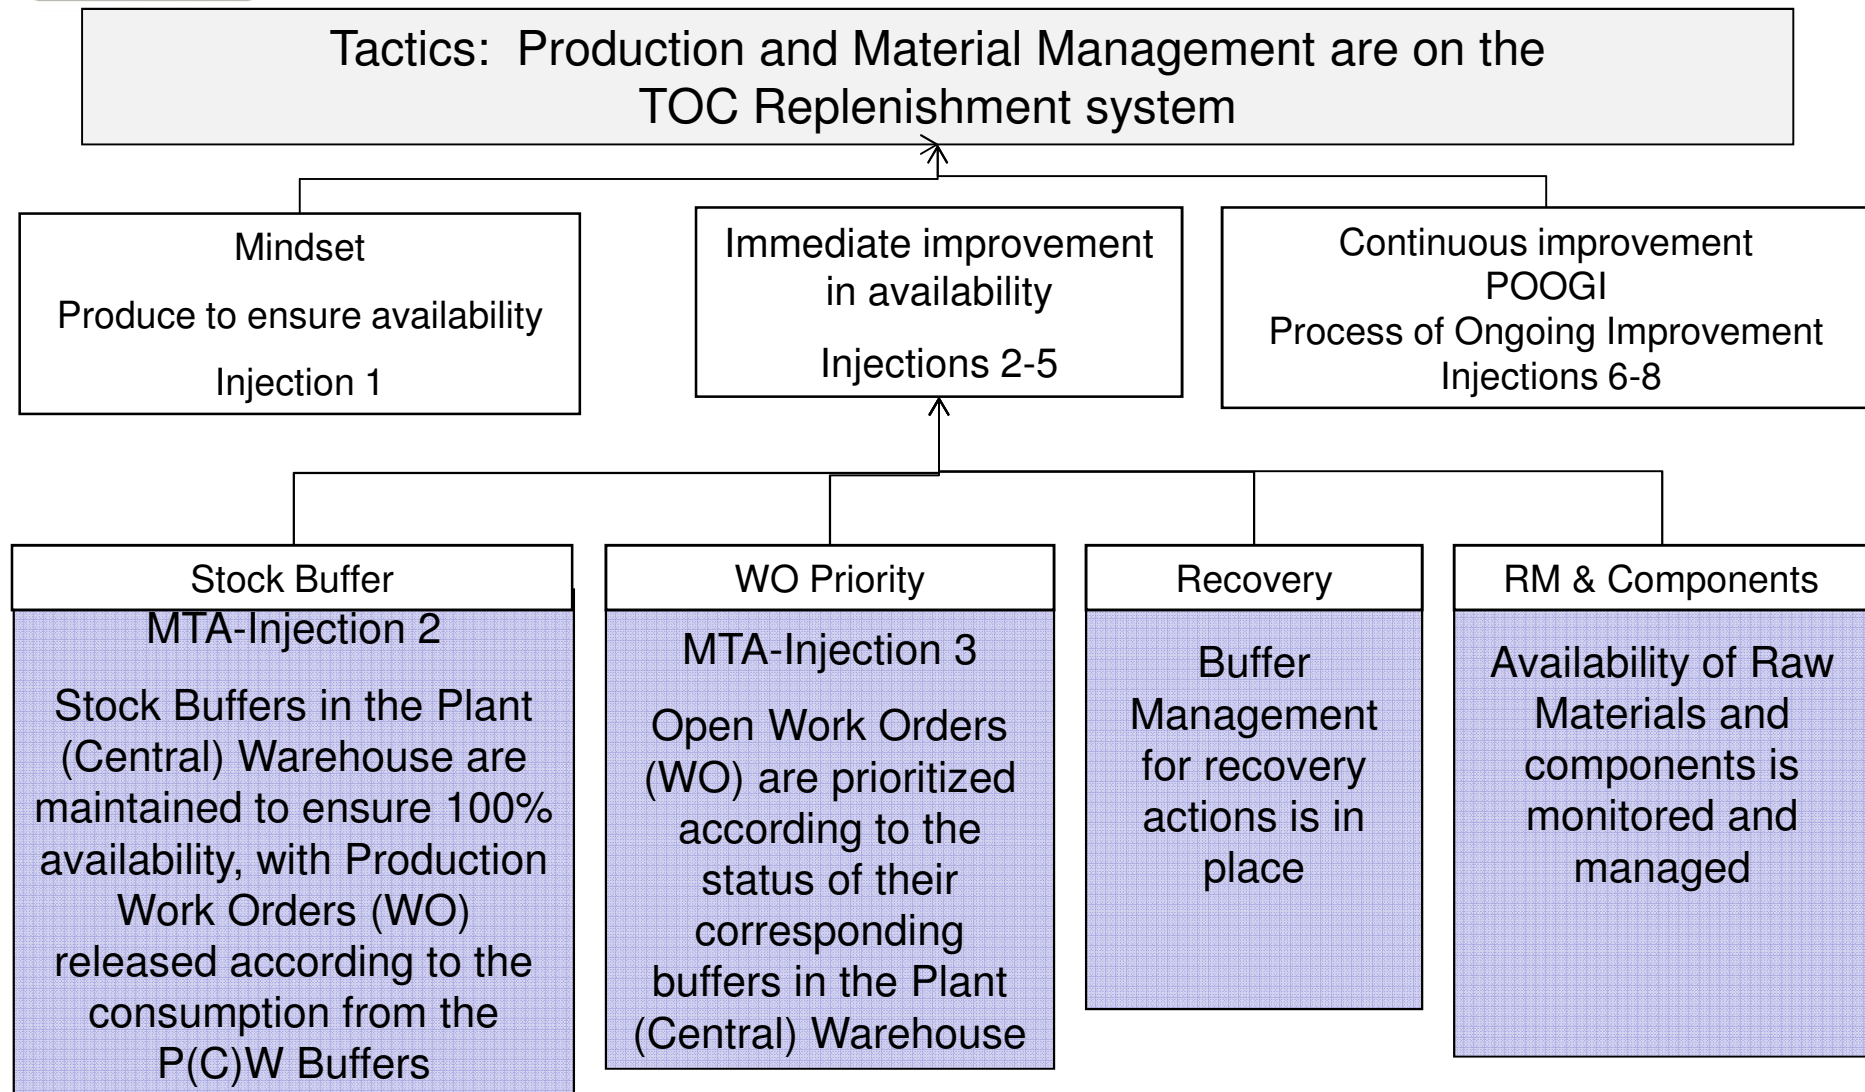 Tactics: Production and Material Management are on the
TOC Replenishment system
Mindset
Produce to ensure availability
Injection 1
Immediate improvement
in availability
Injections 2-5
Continuous improvement
POOGI
Process of Ongoing Improvement
Injections 6-8
Stock Buffer
MTA-Injection 2
Stock Buffers in the Plant
(Central) Warehouse are
maintained to ensure 100%
availability, with Production
Work Orders (WO)
released according to the
consumption from the
P(C)W Buffers
WO Priority
MTA-Injection 3
Open Work Orders
(WO) are prioritized
according to the
status of their
corresponding
buffers in the Plant
(Central) Warehouse
Recovery
Buffer
Management
for recovery
actions is in
place
RM & Components
Availability of Raw
Materials and
components is
monitored and
managed